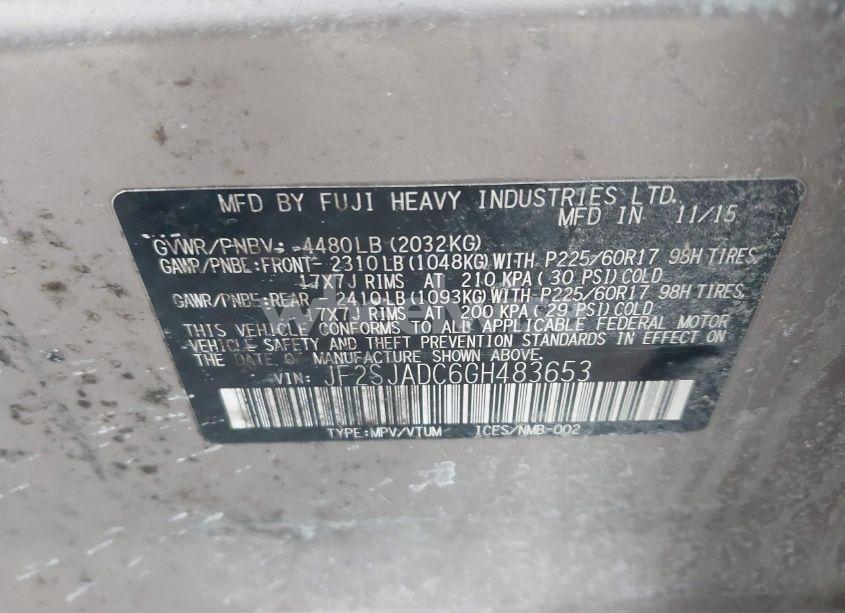 MFD BY FUJI HEAVY INDUSTRIES LTD.
MFD IN 11/15
GVWR/PNBV: 4480LB (2032KG)
GAWR/PNBE:FRONT- 2310LB (1048KG) WITH P225/60R17 98H TIRES,
17X7J RIMS AT 210 KPA (30 PSI) COLD
GAWR/PNBE:REAR - 2410LB (1093KG) WITH P225/60R17 98H TIRES,
17X7J RIMS AT 200 KPA (29 PSI) COLD
THIS VEHICLE CONFORMS TO ALL APPLICABLE FEDERAL MOTOR
VEHICLE SAFETY AND THEFT PREVENTION STANDARDS IN EFFECT ON
THE DATE OF MANUFACTURE SHOWN ABOVE.
VIN: JF2SJADC6GH483653
TYPE:MPV/VTUM ICES/NMB-002